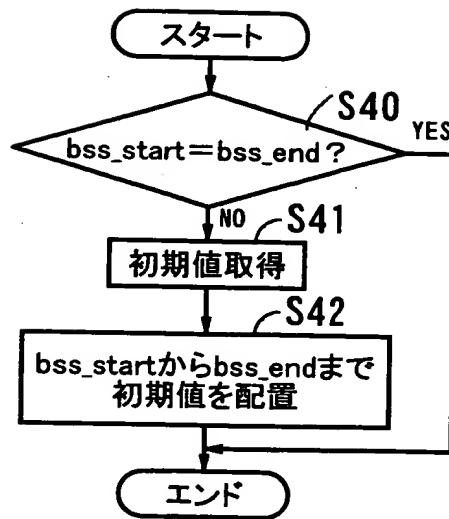 スタート
S40
YES
bss_start=bss_end?
NO
S41
初期値取得
S42
bss_startからbss_endまで
初期値を配置
エンド